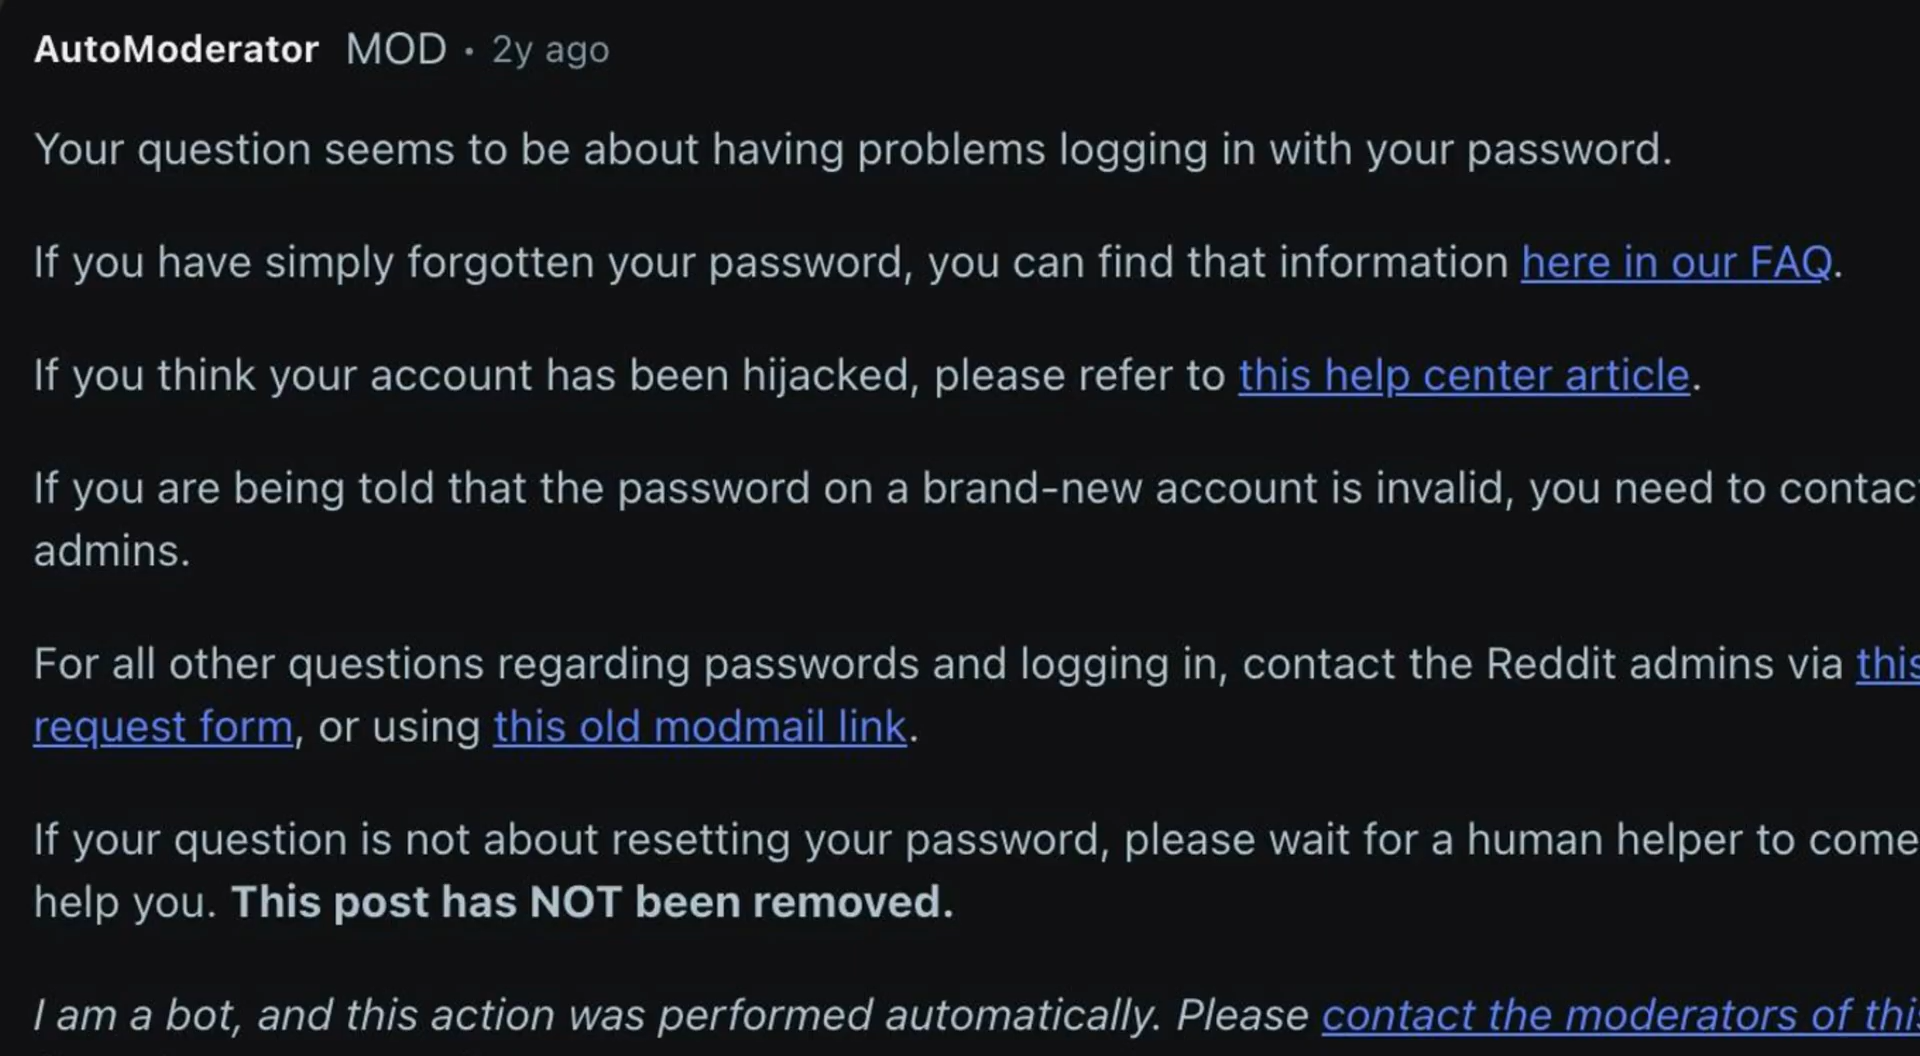 AutoModerator MOD • 2y ago
Your question seems to be about having problems logging in with your password.
If you have simply forgotten your password, you can find that information here in our FAQ.
If you think your account has been hijacked, please refer to this help center article.
If you are being told that the password on a brand-new account is invalid, you need to contac
admins.
For all other questions regarding passwords and logging in, contact the Reddit admins via this
request form, or using this old modmail link.
If your question is not about resetting your password, please wait for a human helper to come
help you. This post has NOT been removed.
I am a bot, and this action was performed automatically. Please contact the moderators of this